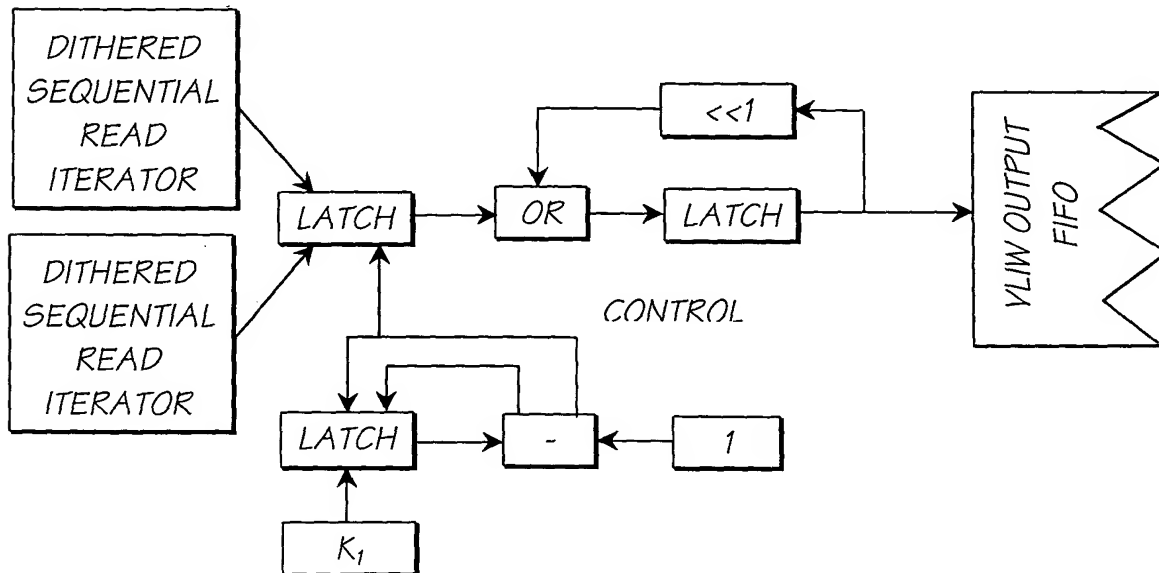 DITHERED
SEQUENTIAL
READ
ITERATOR
DITHERED
SEQUENTIAL
READ
ITERATOR
LATCH
<<1
OR
LATCH
VLIW OUTPUT
FIFO
CONTROL
LATCH
-
1
K₁